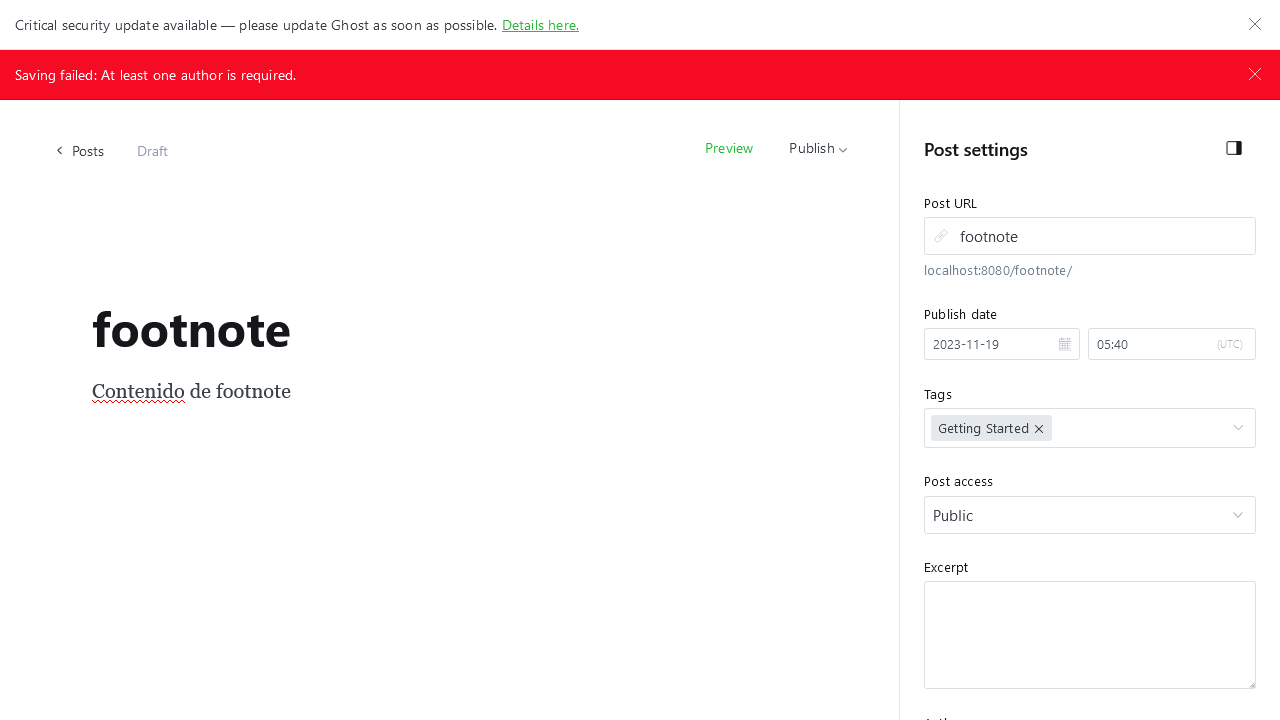 Critical security update available — please update Ghost as soon as possible. Details here.
Saving failed: At least one author is required.
Posts
Draft
Preview
Publish
Post settings
Post URL
footnote
localhost:8080/footnote/
Publish date
2023-11-19
05:40
(UTC)
Tags
Getting Started
Post access
Public
Excerpt
footnote
Contenido de footnote